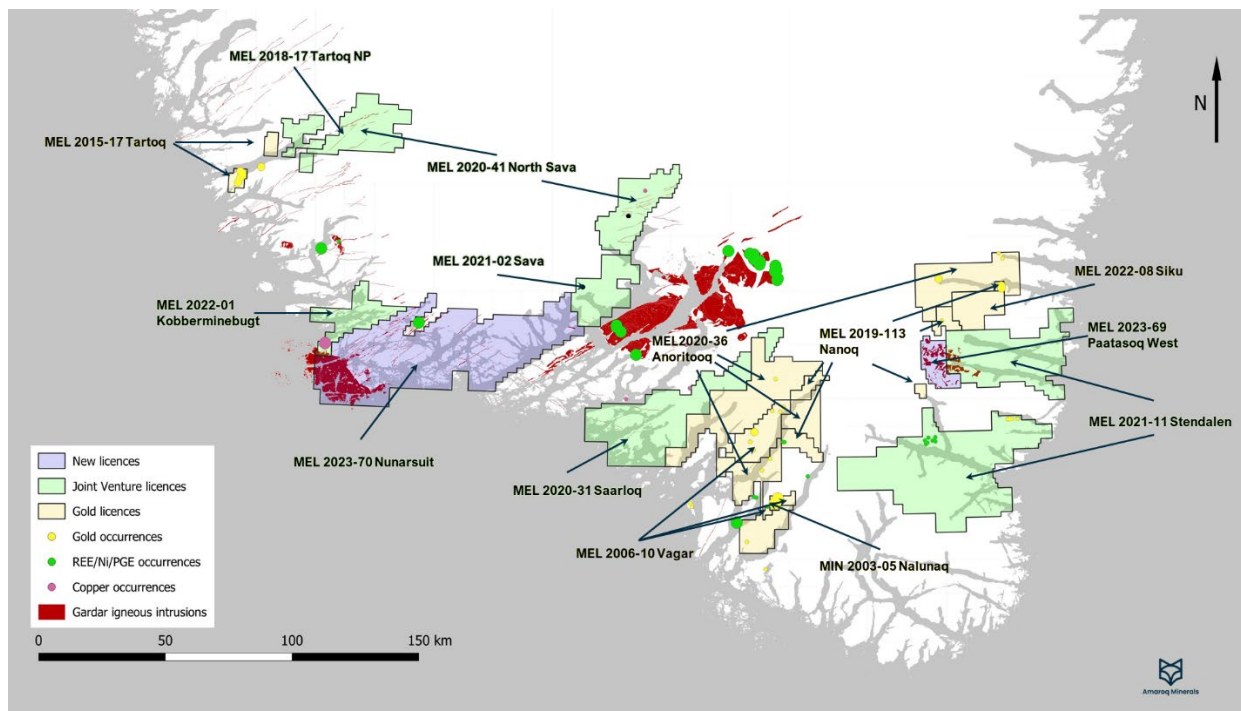 MEL 2018-17 Tartoq NP
N
MEL 2015-17 Tartoq
MEL 2020-41 North Sava
MEL 2021-02 Sava
MEL 2022-08 Siku
MEL 2022-01
Kobberminebugt
MEL 2019-113
Nanoq
MEL 2023-69
Paatasoq West
MEL2020-36
Anoritooq
MEL 2021-11 Stendalen
MEL 2023-70 Nunarsuit
MEL 2020-31 Saarloq
MEL 2006-10 Vagar
MIN 2003-05 Nalunaq
New licences
Joint Venture licences
Gold licences
Gold occurrences
REE/Ni/PGE occurrences
Copper occurrences
Gardar igneous intrusions
0 50 100 150 km
Amaroq Minerals